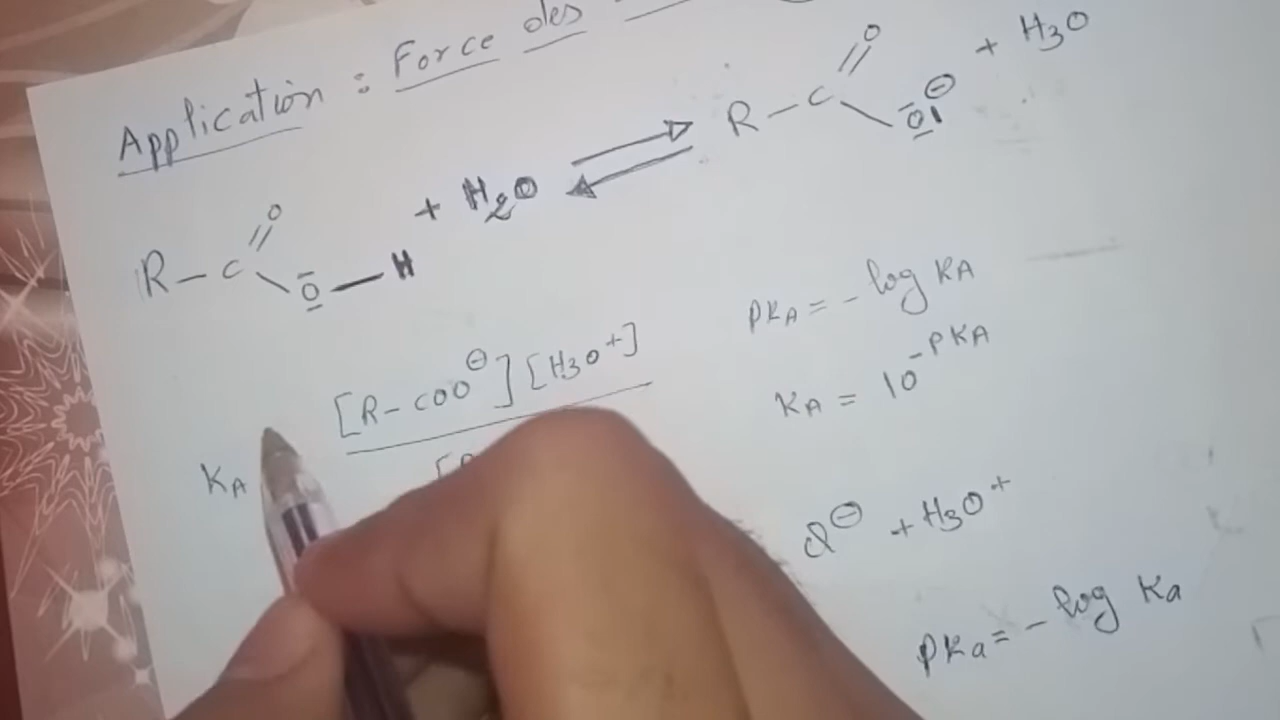 Application : Force des
R – C = O – O – H + H2O ⇌ R – C = O – O ⊖ + H3O
KA [R – COO⊖] [H3O+]
pKA = - log KA
KA = 10^-PKA
⊖ + H3O+
pKa = - log Ka